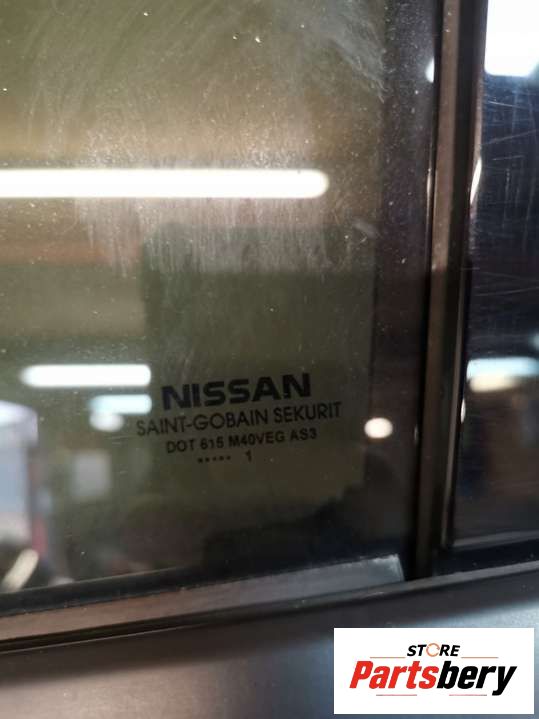 NISSAN
SAINT-GOBAIN SEKURIT
DOT 615 M40VEG AS3
..... 1
STORE
Partsbery